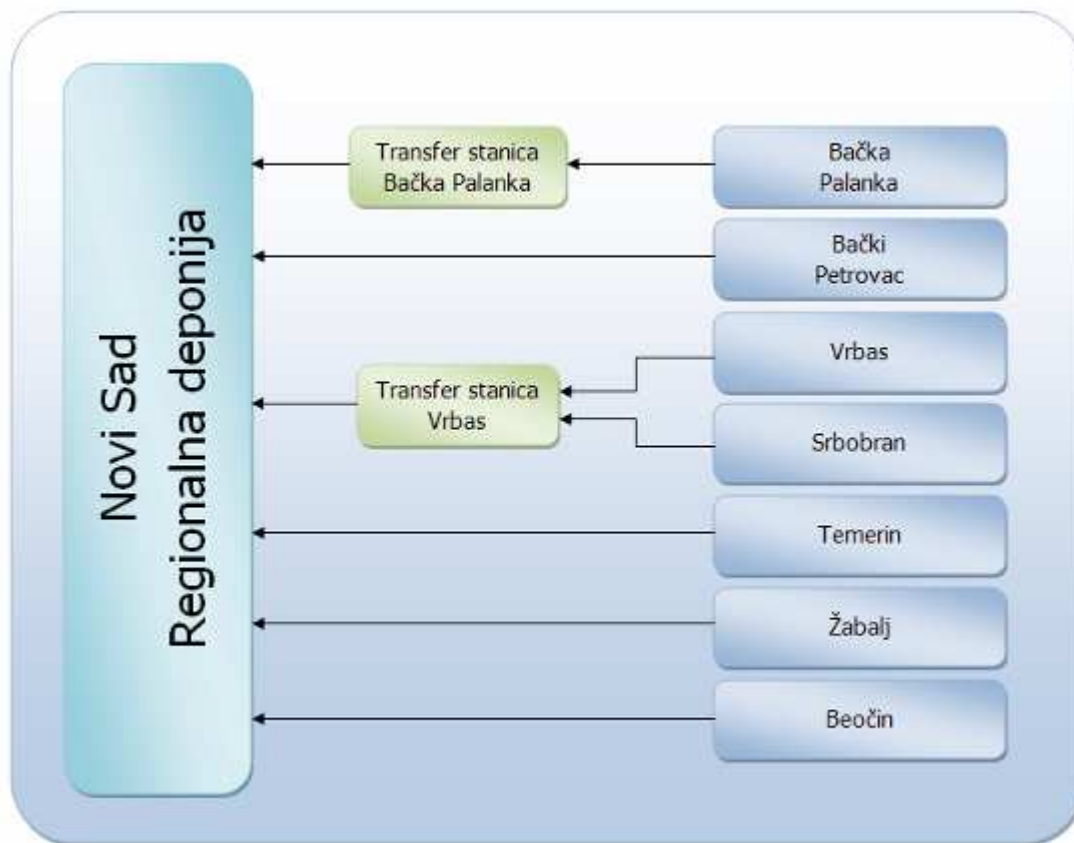 Novi Sad
Regionalna deponija
Transfer stanica
Bačka Palanka
Transfer stanica
Vrbas
Bačka
Palanka
Bački
Petrovac
Vrbas
Srbobran
Temerin
Žabalj
Beočin